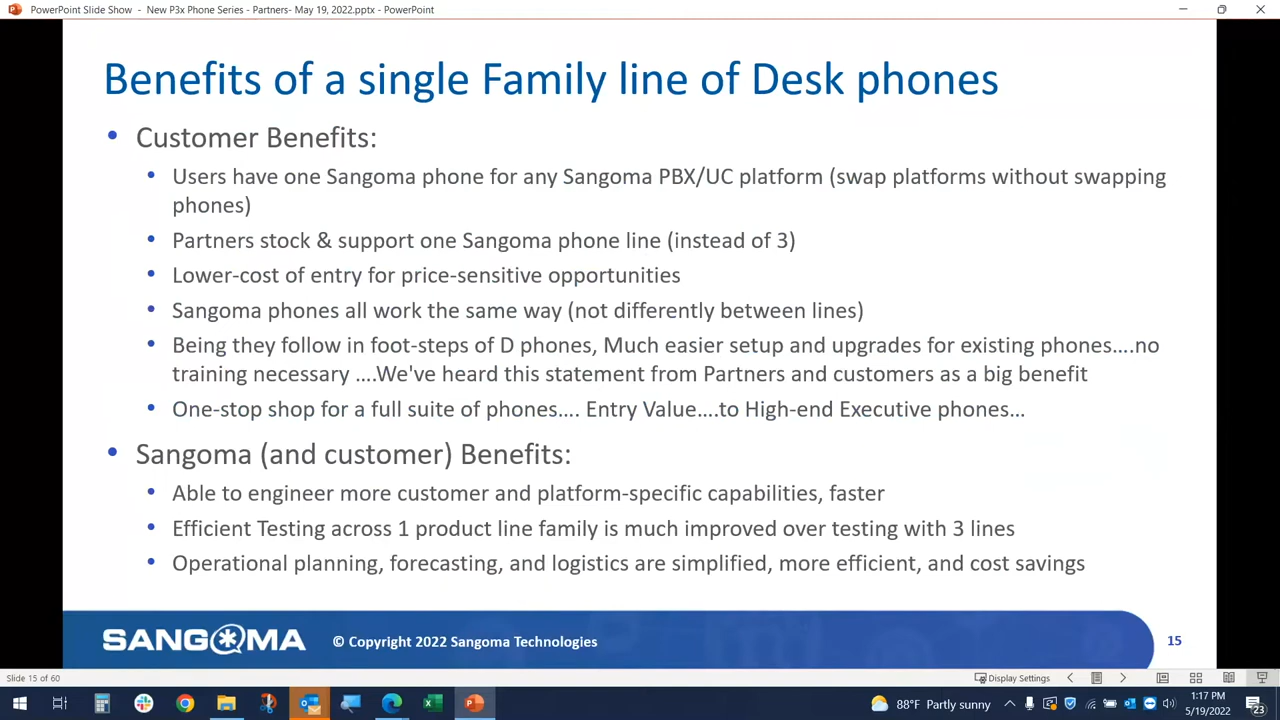 PowerPoint Slide Show - New P3x Phone Series - Partners- May 19, 2022.pptx - PowerPoint
Benefits of a single Family line of Desk phones
• Customer Benefits:
• Users have one Sangoma phone for any Sangoma PBX/UC platform (swap platforms without swapping
phones)
• Partners stock & support one Sangoma phone line (instead of 3)
• Lower-cost of entry for price-sensitive opportunities
• Sangoma phones all work the same way (not differently between lines)
• Being they follow in foot-steps of D phones, Much easier setup and upgrades for existing phones....no
training necessary ....We've heard this statement from Partners and customers as a big benefit
• One-stop shop for a full suite of phones.... Entry Value....to High-end Executive phones...
• Sangoma (and customer) Benefits:
• Able to engineer more customer and platform-specific capabilities, faster
• Efficient Testing across 1 product line family is much improved over testing with 3 lines
• Operational planning, forecasting, and logistics are simplified, more efficient, and cost savings
SANGOMA
© Copyright 2022 Sangoma Technologies
15
Slide 15 of 60
Display Settings
88°F Partly sunny
1:17 PM
5/19/2022
23